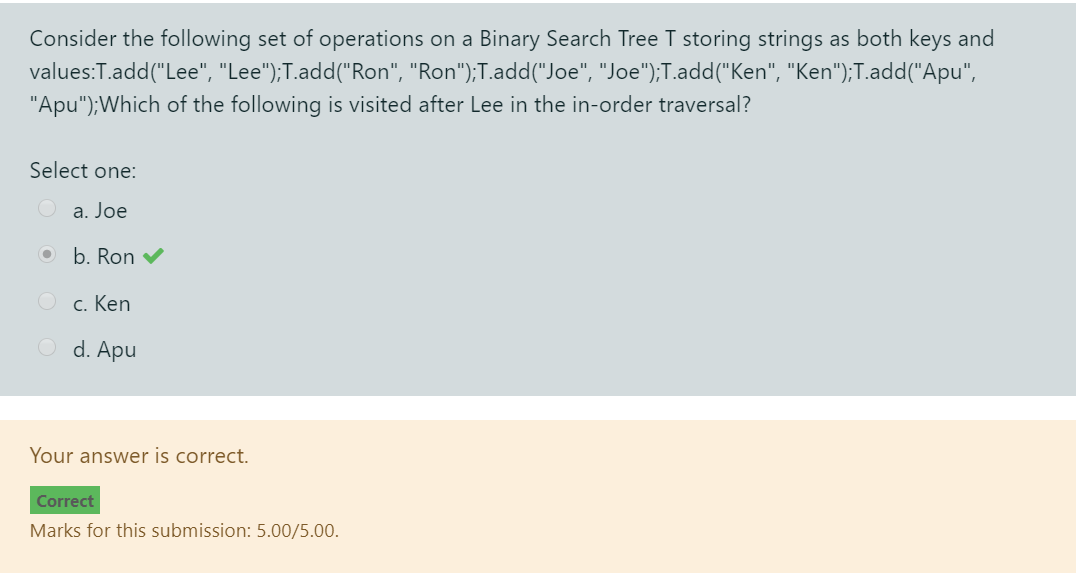 Consider the following set of operations on a Binary Search Tree T storing strings as both keys and
values:T.add("Lee", "Lee");T.add("Ron", "Ron");T.add("Joe", "Joe");T.add("Ken", "Ken");T.add("Apu",
"Apu");Which of the following is visited after Lee in the in-order traversal?
Select one:
a. Joe
b. Ron
c. Ken
d. Apu
Your answer is correct.
Correct
Marks for this submission: 5.00/5.00.